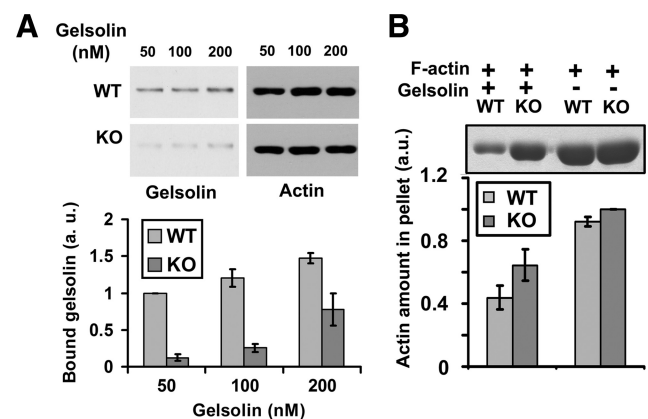 A
Gelsolin
(nM)
50 100 200 50 100 200
WT
KO
Gelsolin Actin
Bound gelsolin (a. u.)
2
1.5
1
0.5
0
WT
KO
50 100 200
Gelsolin (nM)
B
F-actin + + + +
Gelsolin + + - -
WT KO WT KO
Actin amount in pellet (a.u.)
1.2
0.8
0.4
0
WT
KO